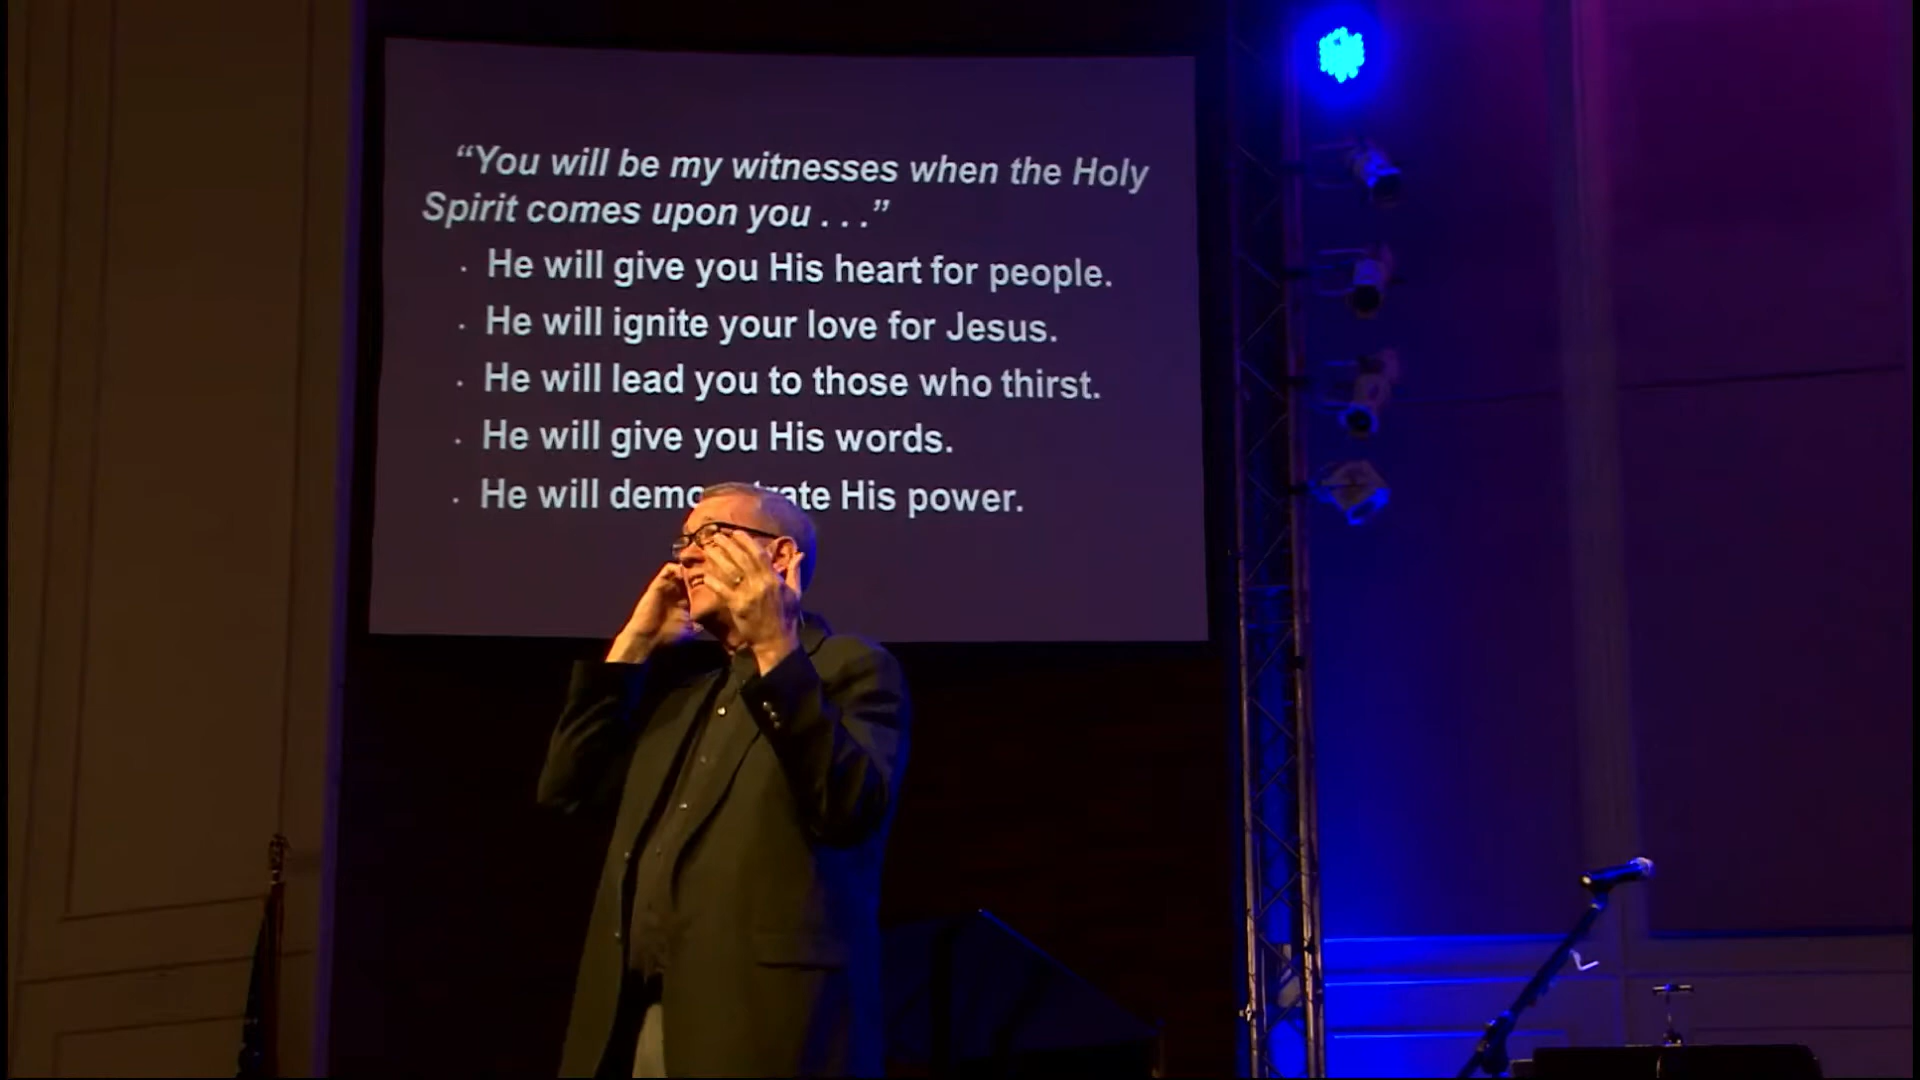 “You will be my witnesses when the Holy
Spirit comes upon you . . .”
· He will give you His heart for people.
· He will ignite your love for Jesus.
· He will lead you to those who thirst.
· He will give you His words.
· He will His power.